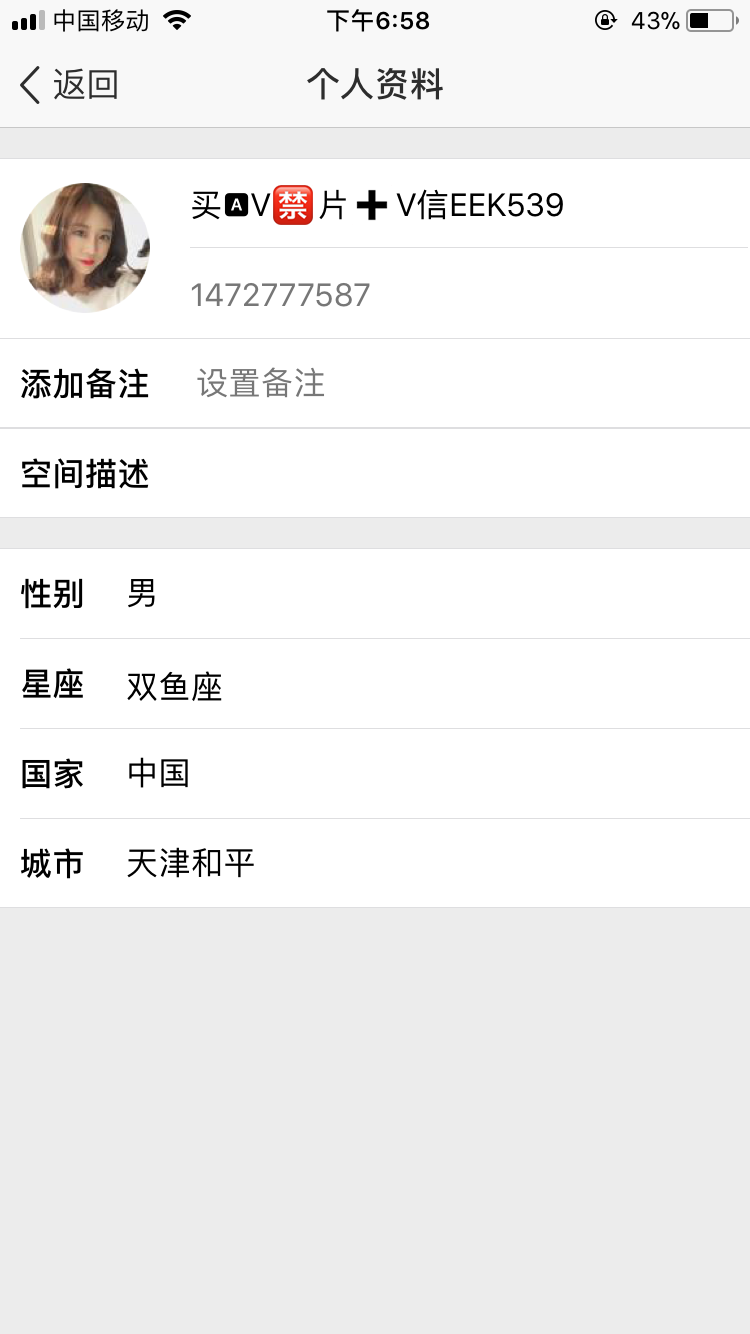 中国移动 下午6:58 43%
返回 个人资料
买🅰V禁片➕V信EEK539
1472777587
添加备注 设置备注
空间描述
性别 男
星座 双鱼座
国家 中国
城市 天津和平